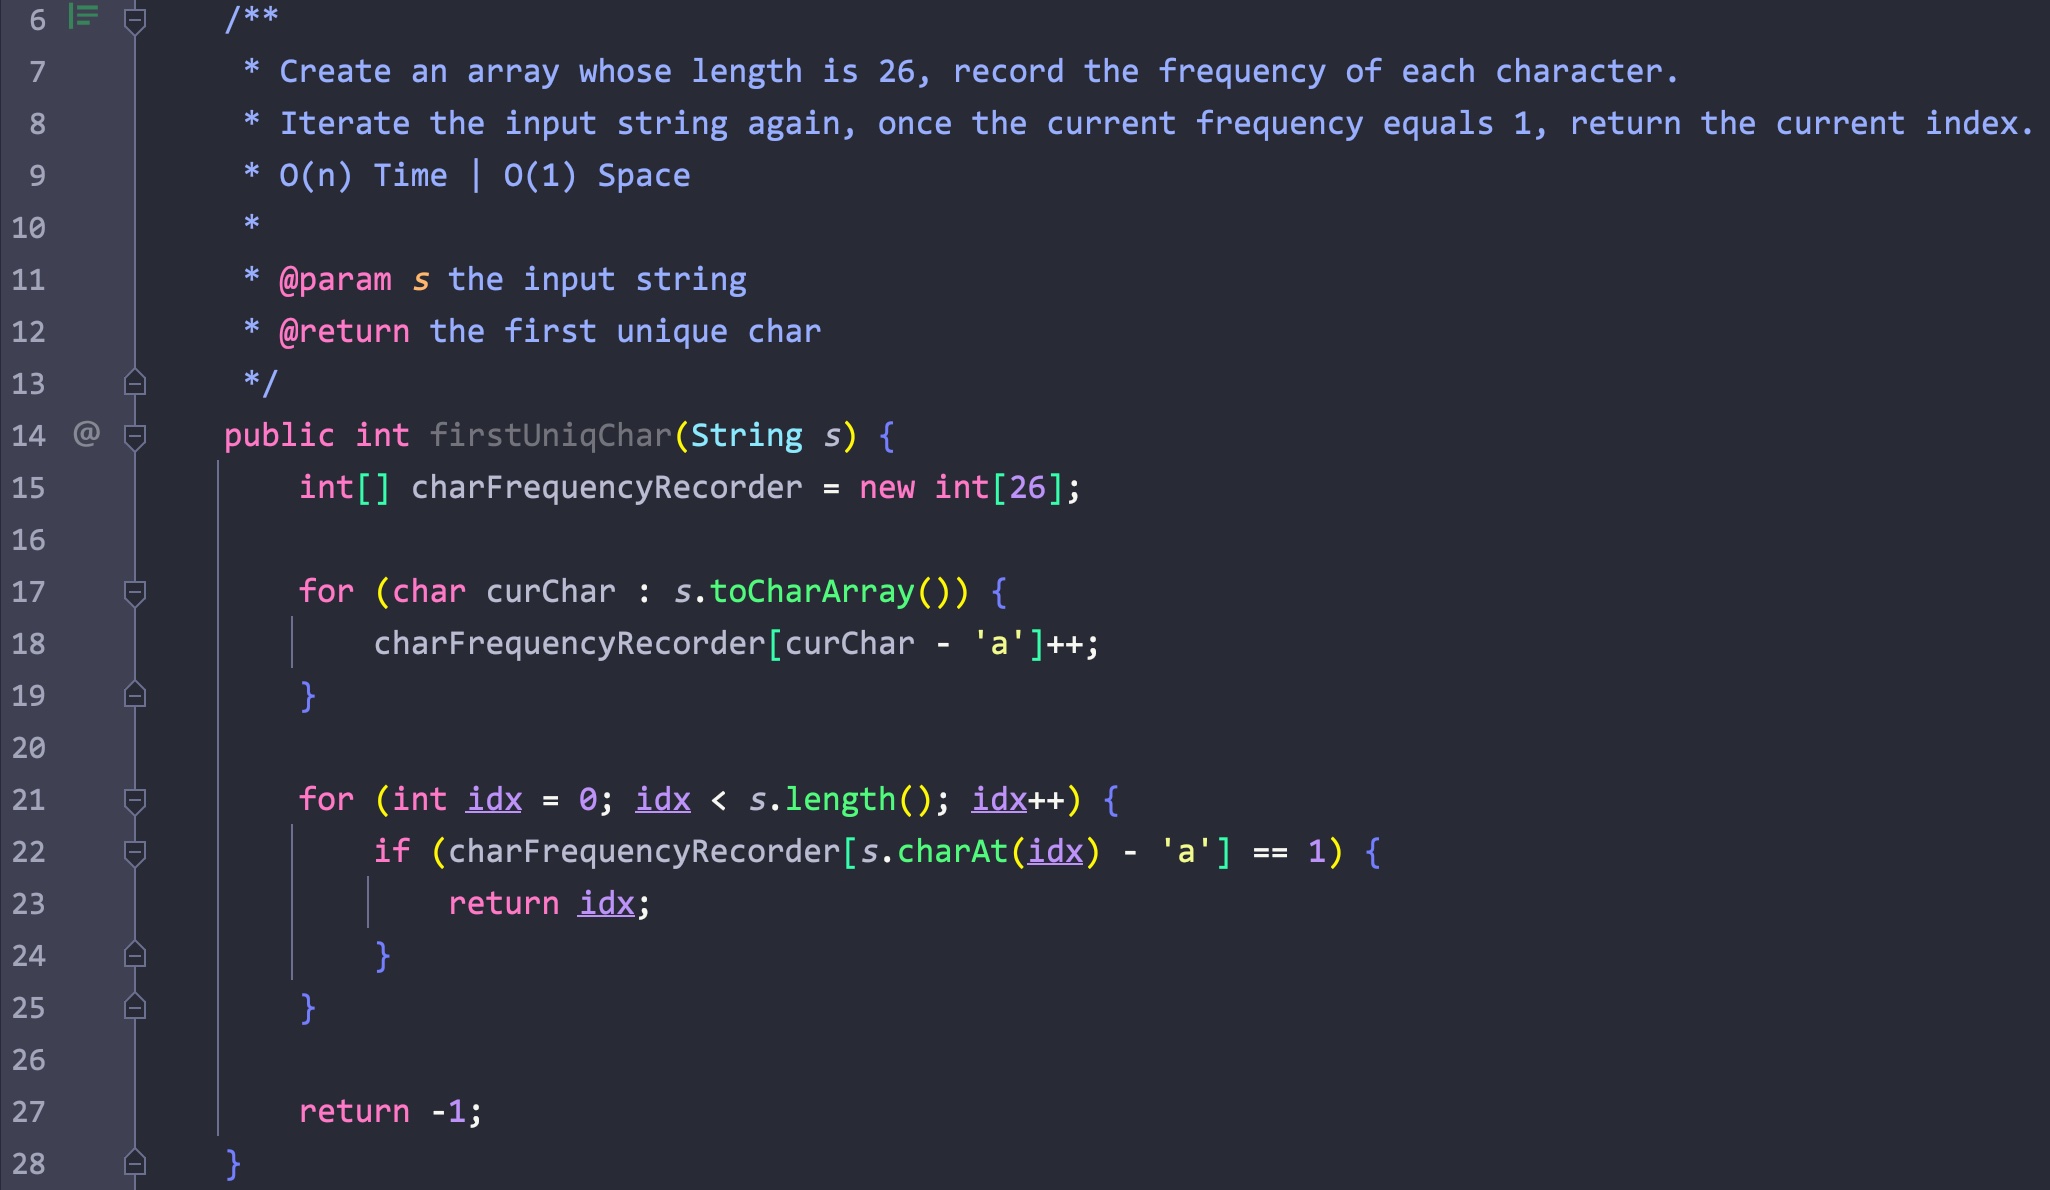 6 /**
7 * Create an array whose length is 26, record the frequency of each character.
8 * Iterate the input string again, once the current frequency equals 1, return the current index.
9 * O(n) Time | O(1) Space
10 *
11 * @param s the input string
12 * @return the first unique char
13 */
14 @ public int firstUniqChar(String s) {
15 int[] charFrequencyRecorder = new int[26];
16
17 for (char curChar : s.toCharArray()) {
18 charFrequencyRecorder[curChar - 'a']++;
19 }
20
21 for (int idx = 0; idx < s.length(); idx++) {
22 if (charFrequencyRecorder[s.charAt(idx) - 'a'] == 1) {
23 return idx;
24 }
25 }
26
27 return -1;
28 }